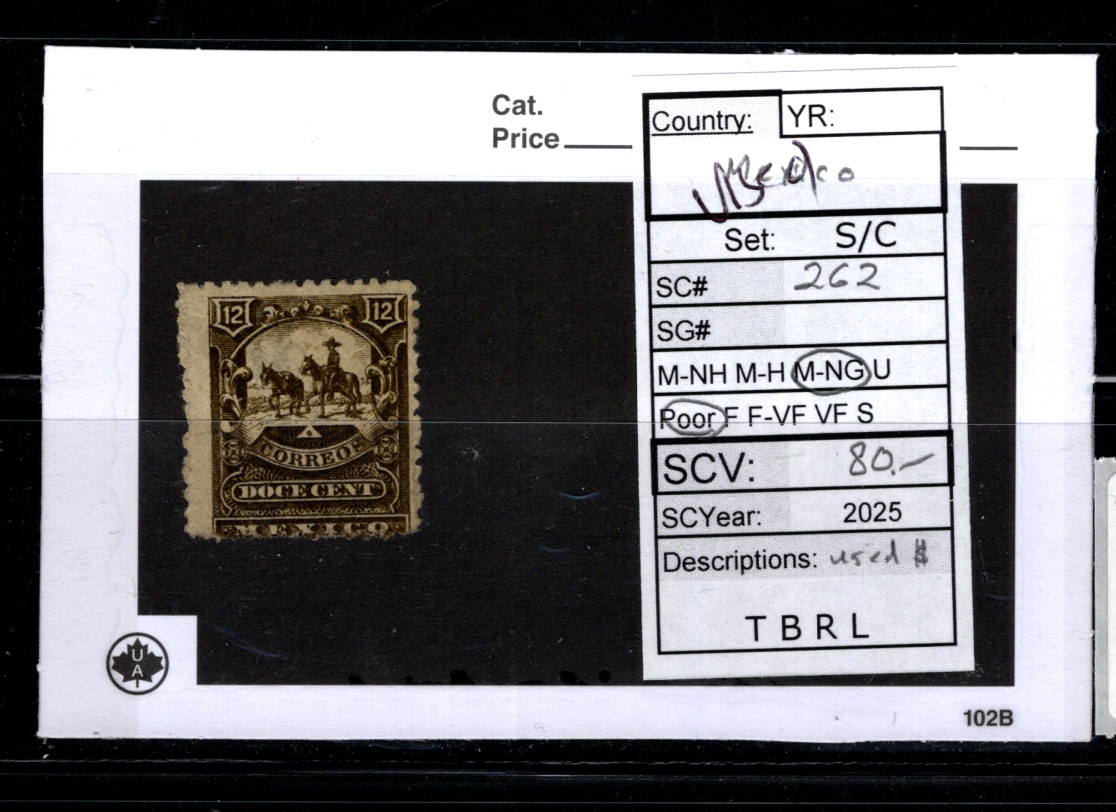 Cat.
Price
Country: YR:
Mexico
Used
Set: S/C
SC# 262
SG#
M-NH M-H M-NG U
Poor F F-VF VF S
SCV: 80.–
SCYear: 2025
Descriptions: used $
T B R L
12 12
CORREOS
DOCE CENT
MEXICO
U
A
102B